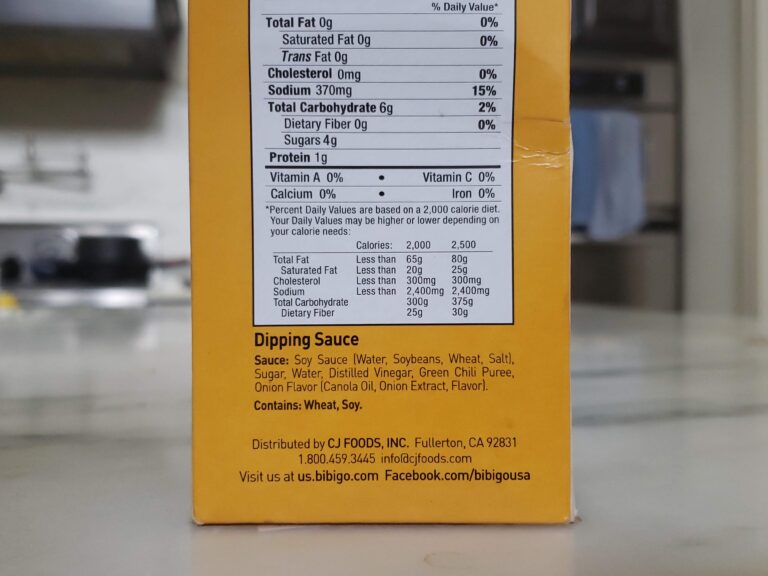 % Daily Value*
Total Fat 0g 0%
Saturated Fat 0g 0%
Trans Fat 0g
Cholesterol 0mg 0%
Sodium 370mg 15%
Total Carbohydrate 6g 2%
Dietary Fiber 0g 0%
Sugars 4g
Protein 1g
Vitamin A 0% • Vitamin C 0%
Calcium 0% • Iron 0%
*Percent Daily Values are based on a 2,000 calorie diet.
Your Daily Values may be higher or lower depending on
your calorie needs:
Calories: 2,000 2,500
Total Fat Less than 65g 80g
Saturated Fat Less than 20g 25g
Cholesterol Less than 300mg 300mg
Sodium Less than 2,400mg 2,400mg
Total Carbohydrate 300g 375g
Dietary Fiber 25g 30g
Dipping Sauce
Sauce: Soy Sauce (Water, Soybeans, Wheat, Salt),
Sugar, Water, Distilled Vinegar, Green Chili Puree,
Onion Flavor (Canola Oil, Onion Extract, Flavor).
Contains: Wheat, Soy.
Distributed by CJ FOODS, INC. Fullerton, CA 92831
1.800.459.3445 info@cjfoods.com
Visit us at us.bibigo.com Facebook.com/bibigousa